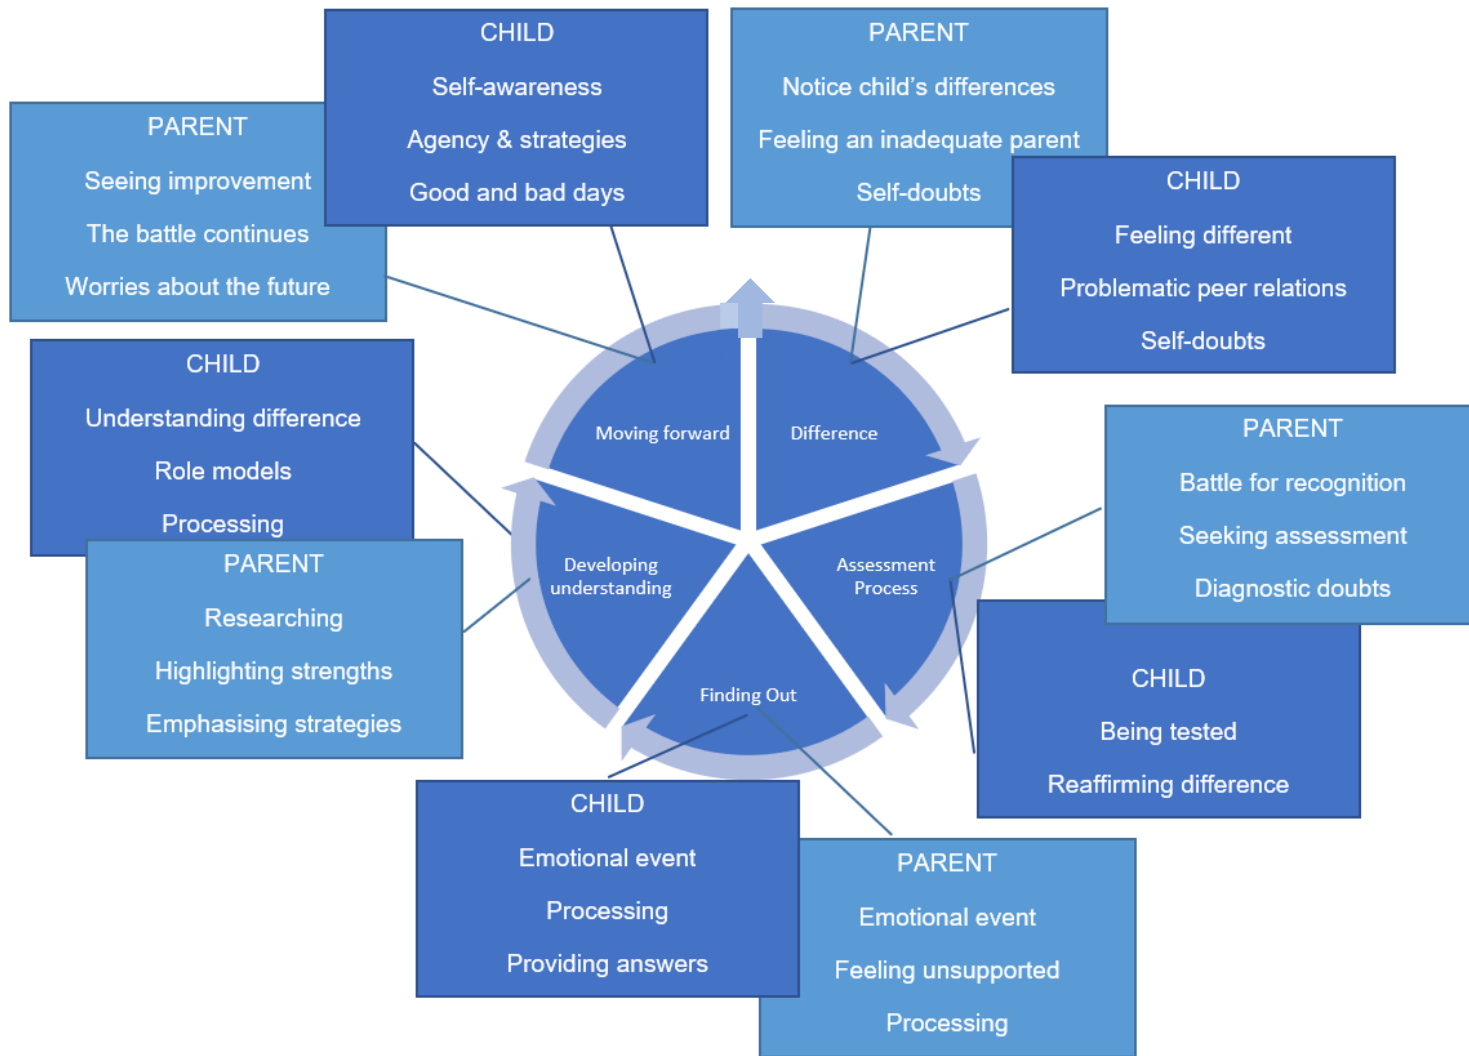 CHILD
Self-awareness
Agency & strategies
Good and bad days
PARENT
Notice child's differences
Feeling an inadequate parent
Self-doubts
PARENT
Seeing improvement
The battle continues
Worries about the future
CHILD
Feeling different
Problematic peer relations
Self-doubts
CHILD
Understanding difference
Role models
Processing
PARENT
Researching
Highlighting strengths
Emphasising strategies
Moving forward
Difference
Developing
understanding
Assessment
Process
Finding Out
PARENT
Battle for recognition
Seeking assessment
Diagnostic doubts
CHILD
Being tested
Reaffirming difference
CHILD
Emotional event
Processing
Providing answers
PARENT
Emotional event
Feeling unsupported
Processing